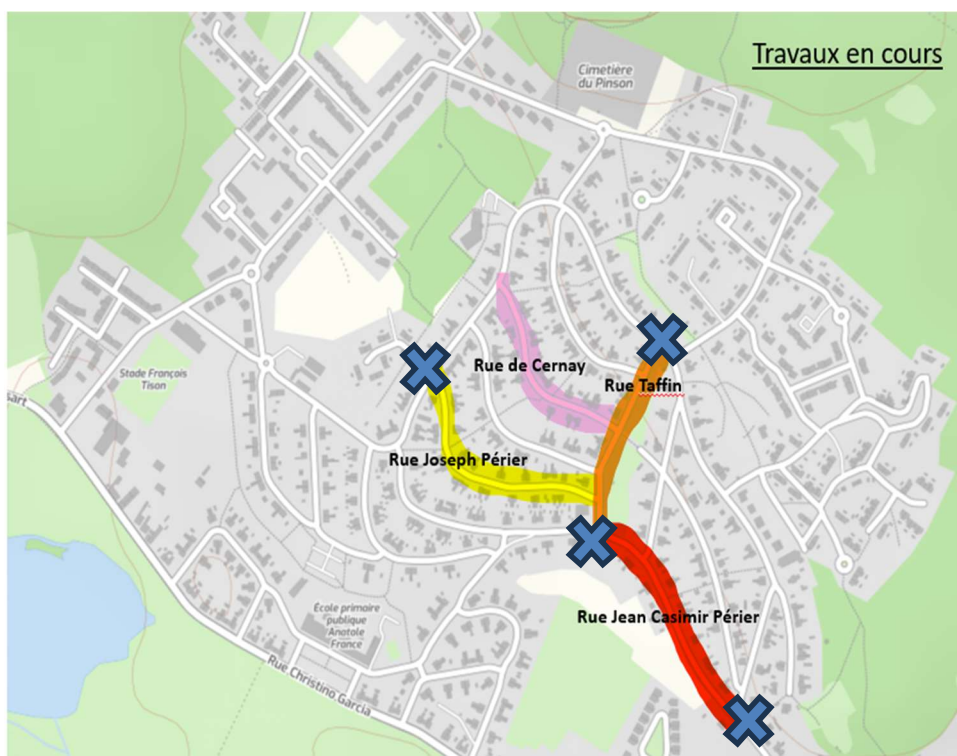 Travaux en cours
Cimetière
du Pinson
Rue de Cernay
Stade François
Tison
Rue Taffin
sart
Rue Joseph Périer
École primaire
publique
Anatole
France
Rue Jean Casimir Périer
Rue Christino Garcia